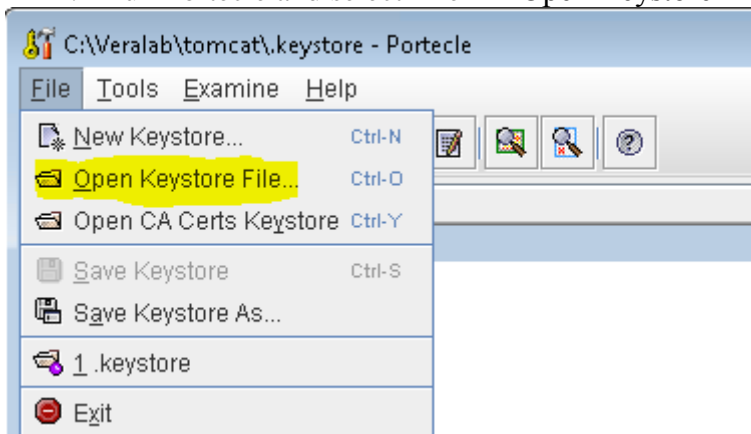 C:\Veralab\tomcat\.keystore - Portecle
File Tools Examine Help
New Keystore... Ctrl-N
Open Keystore File... Ctrl-O
Open CA Certs Keystore Ctrl-Y
Save Keystore Ctrl-S
Save Keystore As...
1 .keystore
Exit